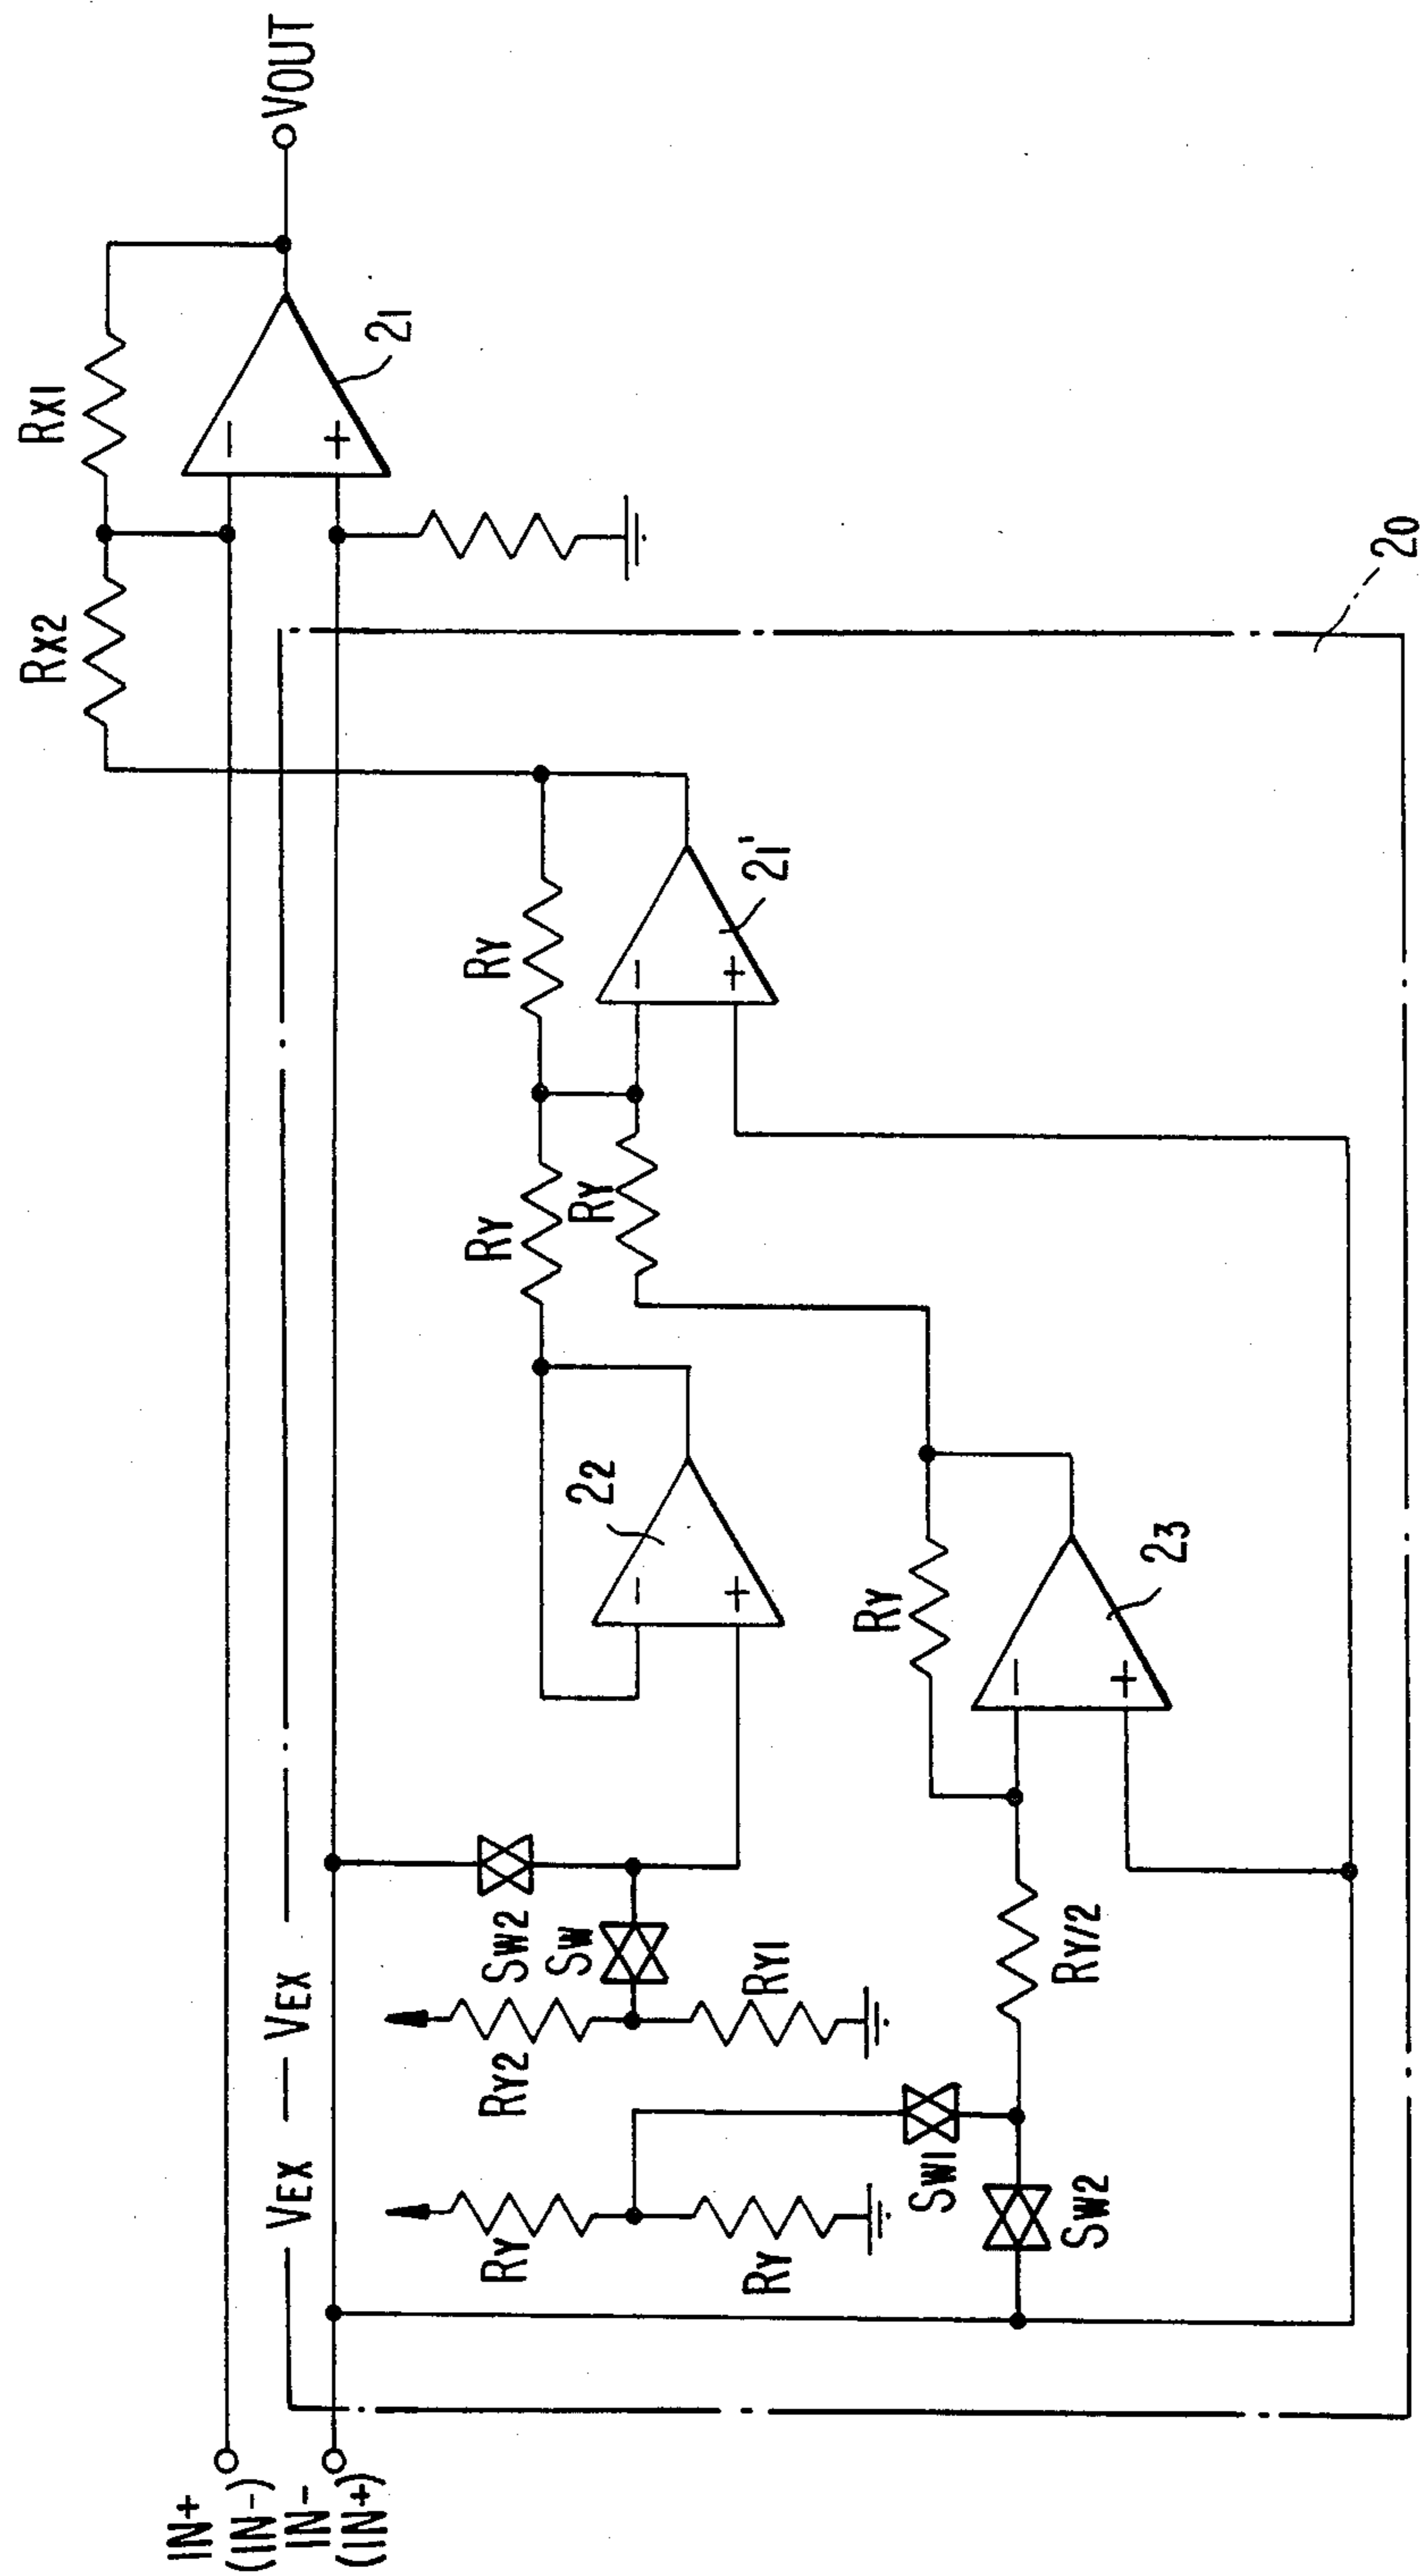 IN+
(IN-)
IN-
(IN+)
VEX
VEX
RY
RY
RY2
RY1
SW2
SW
SW1
SW2
RY/2
RY
22
23
RY
RY
RY
21'
RX2
RX1
21
VOUT
20
+
-
+
-
+
-
+
-